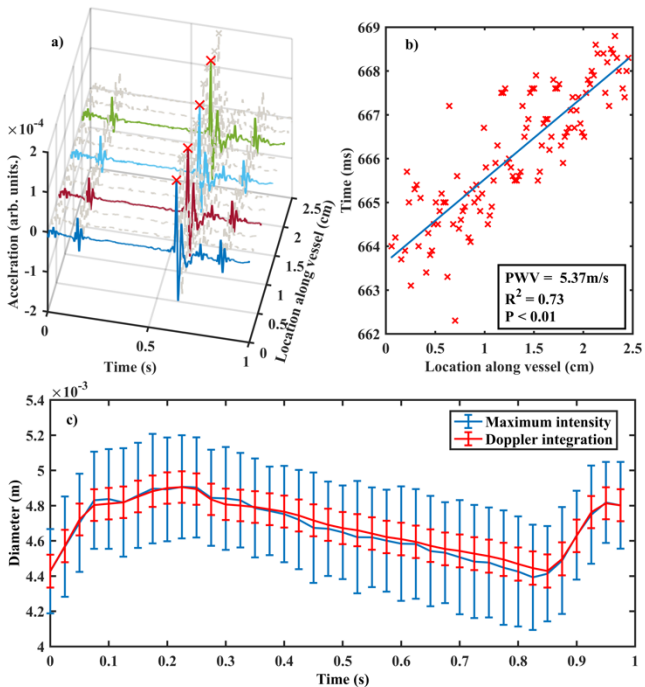 a)
×10⁻⁴
Accelration (arb. units.)
2
1
0
-1
-2
0
0.5
1
Time (s)
0
0.5
1
1.5
2
2.5
Location along vessel (cm)
b)
669
668
667
666
665
664
663
662
Time (ms)
PWV = 5.37m/s
R² = 0.73
P < 0.01
0 0.5 1 1.5 2 2.5
Location along vessel (cm)
×10⁻³
c)
5.4
5.2
5
4.8
4.6
4.4
4.2
4
Diameter (m)
Maximum intensity
Doppler integration
0 0.1 0.2 0.3 0.4 0.5 0.6 0.7 0.8 0.9 1
Time (s)